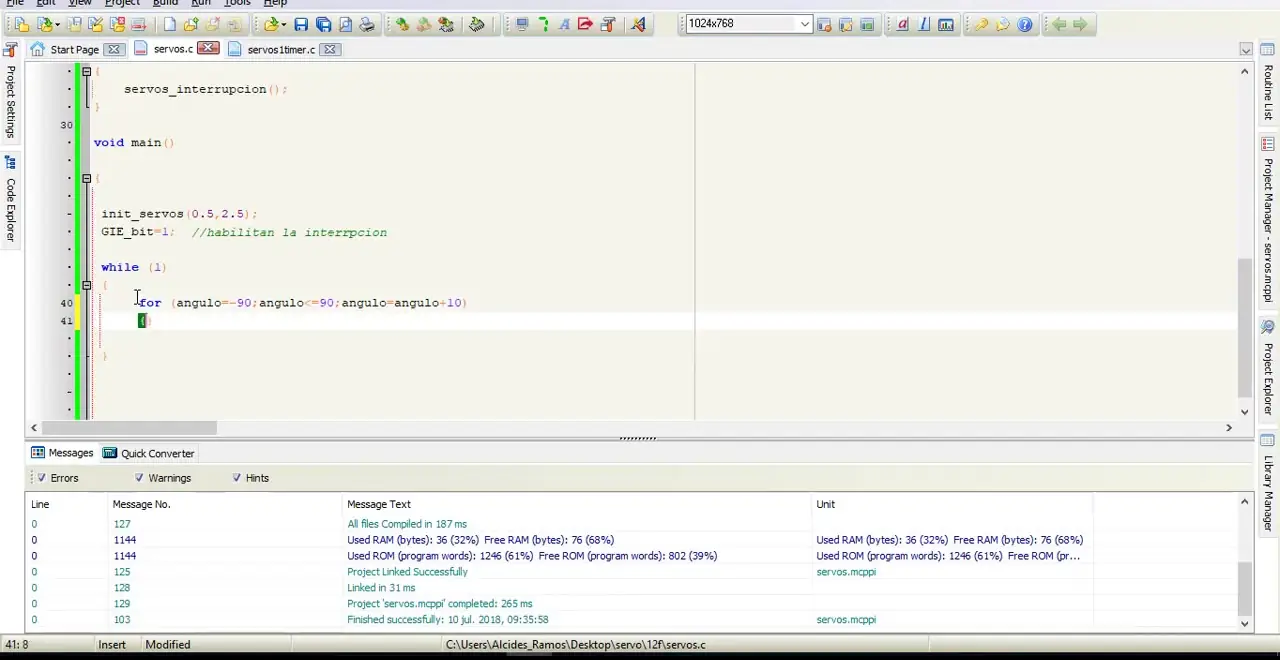 File Edit View Project Build Run Tools Help
1024x768
Start Page servos.c servos1timer.c
Project Settings
Code Explorer
{
servos_interrupcion();
}
30
void main()
{
init_servos(0.5,2.5);
GIE_bit=1; //habilitan la interrpcion
while (1)
{
40 for (angulo=-90;angulo<=90;angulo=angulo+10)
41 {}
}
Routine List
Project Manager - servos.mcppi
Project Explorer
Library Manager
Messages Quick Converter
Errors Warnings Hints
Line Message No. Message Text Unit
0 127 All files Compiled in 187 ms
0 1144 Used RAM (bytes): 36 (32%) Free RAM (bytes): 76 (68%) Used RAM (bytes): 36 (32%) Free RAM (bytes): 76 (68%)
0 1144 Used ROM (program words): 1246 (61%) Free ROM (program words): 802 (39%) Used ROM (program words): 1246 (61%) Free ROM (pr...
0 125 Project Linked Successfully servos.mcppi
0 128 Linked in 31 ms
0 129 Project 'servos.mcppi' completed: 265 ms
0 103 Finished successfully: 10 jul. 2018, 09:35:58 servos.mcppi
41: 8 Insert Modified C:\Users\Alcides_Ramos\Desktop\servo\12f\servos.c